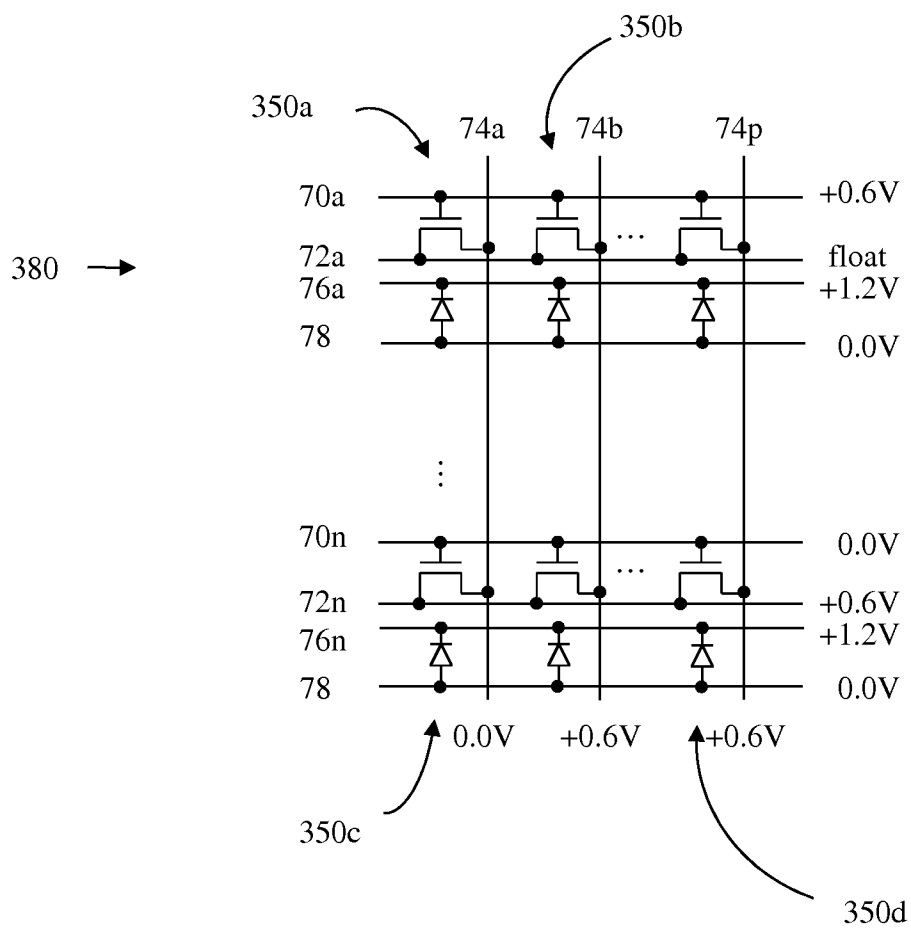 350b
350a
74a 74b 74p
70a +0.6V
...
72a float
380
76a +1.2V
78 0.0V
...
70n 0.0V
...
72n +0.6V
76n +1.2V
78 0.0V
0.0V +0.6V +0.6V
350c
350d